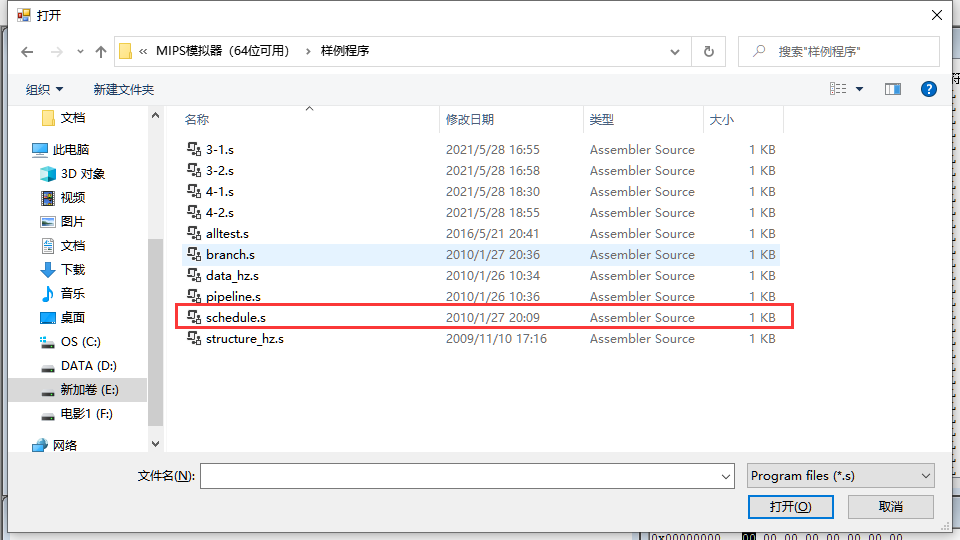 打开
« MIPS模拟器（64位可用） › 样例程序
搜索"样例程序"
组织 新建文件夹
名称 修改日期 类型 大小
文档
此电脑
3D 对象
视频
图片
文档
下载
音乐
桌面
OS (C:)
DATA (D:)
新加卷 (E:)
电影1 (F:)
网络
3-1.s 2021/5/28 16:55 Assembler Source 1 KB
3-2.s 2021/5/28 16:58 Assembler Source 1 KB
4-1.s 2021/5/28 18:30 Assembler Source 1 KB
4-2.s 2021/5/28 18:55 Assembler Source 1 KB
alltest.s 2016/5/21 20:41 Assembler Source 1 KB
branch.s 2010/1/27 20:36 Assembler Source 1 KB
data_hz.s 2010/1/26 10:34 Assembler Source 1 KB
pipeline.s 2010/1/26 10:36 Assembler Source 1 KB
schedule.s 2010/1/27 20:09 Assembler Source 1 KB
structure_hz.s 2009/11/10 17:16 Assembler Source 1 KB
文件名(N): Program files (*.s)
打开(O) 取消
0x00000000 00 00 00 00 00 00 00 00